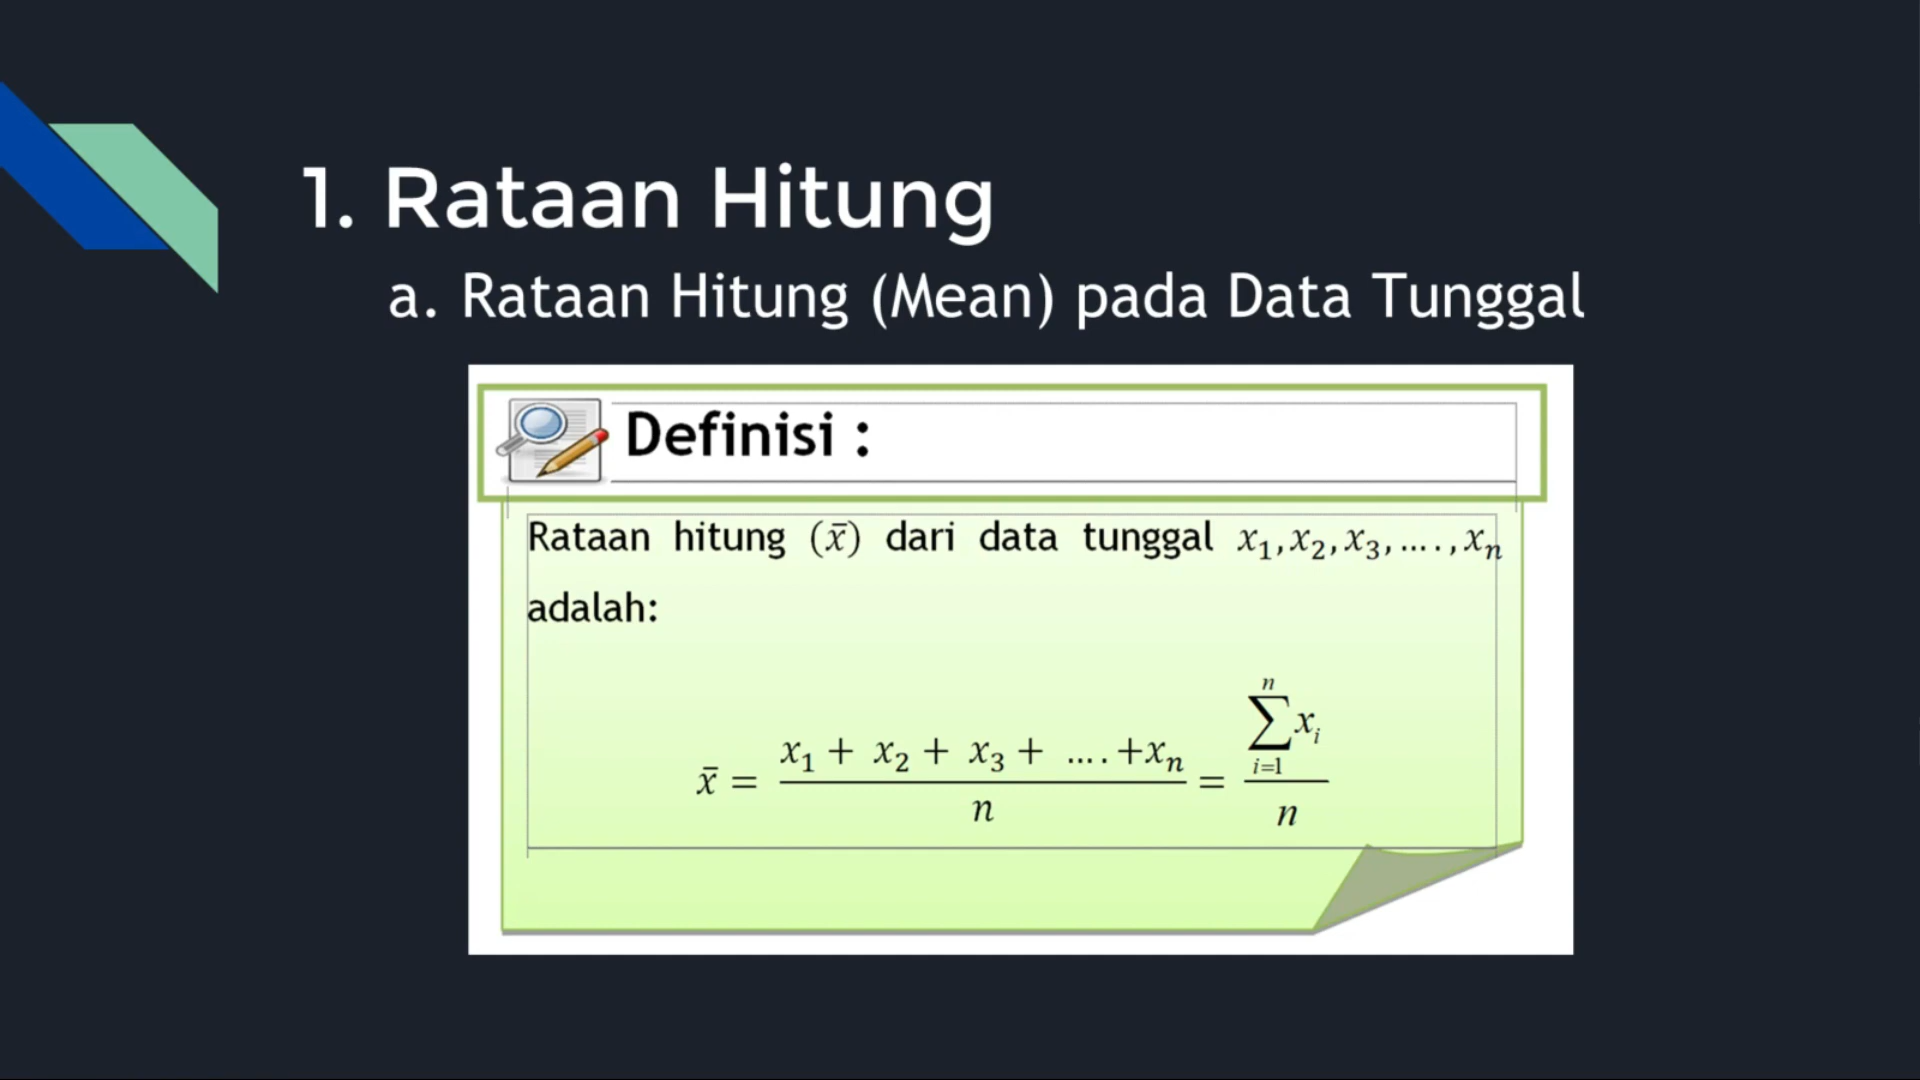 1. Rataan Hitung
a. Rataan Hitung (Mean) pada Data Tunggal
Definisi :
Rataan hitung (x̄) dari data tunggal x₁, x₂, x₃, …. , xₙ
adalah:
x̄ = (x₁ + x₂ + x₃ + …. +xₙ)/n = (∑ᵢ₌₁ⁿ xᵢ)/n